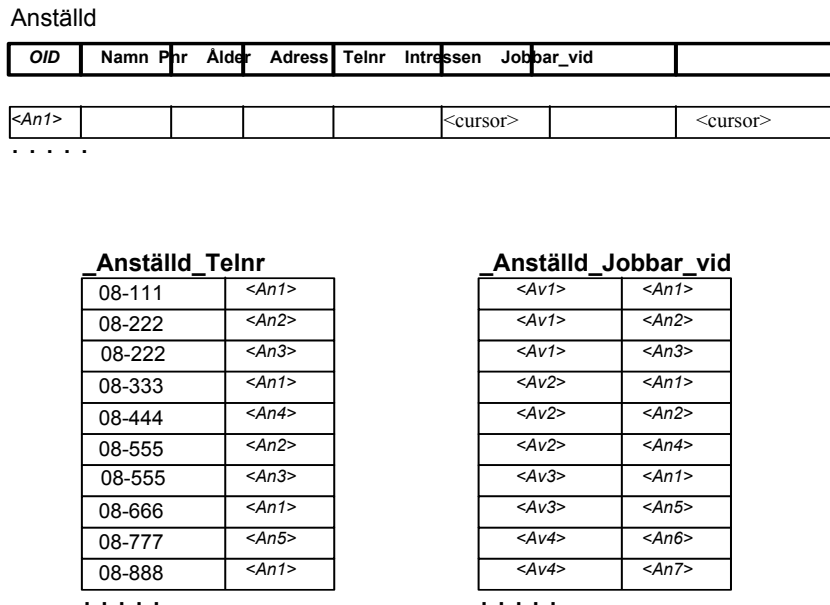 Anställd
OID Namn Pnr Ålder Adress Telnr Intressen Jobbar_vid
<An1> <cursor> <cursor>
. . . . .
_Anställd_Telnr _Anställd_Jobbar_vid
08-111 <An1> <Av1> <An1>
08-222 <An2> <Av1> <An2>
08-222 <An3> <Av1> <An3>
08-333 <An1> <Av2> <An1>
08-444 <An4> <Av2> <An2>
08-555 <An2> <Av2> <An4>
08-555 <An3> <Av3> <An1>
08-666 <An1> <Av3> <An5>
08-777 <An5> <Av4> <An6>
08-888 <An1> <Av4> <An7>
. . . . . . . . . .